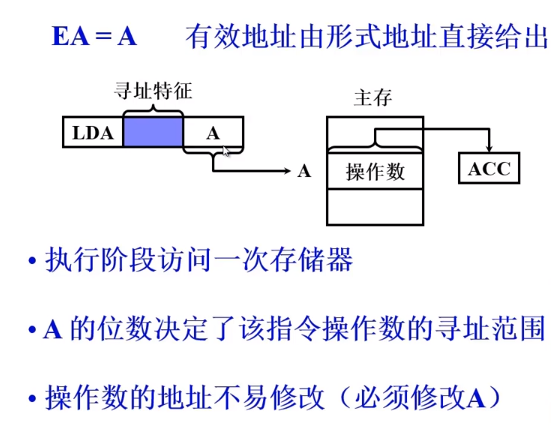 EA = A 有效地址由形式地址直接给出
寻址特征
主存
LDA
A
A
操作数
ACC
• 执行阶段访问一次存储器
• A 的位数决定了该指令操作数的寻址范围
• 操作数的地址不易修改（必须修改A）